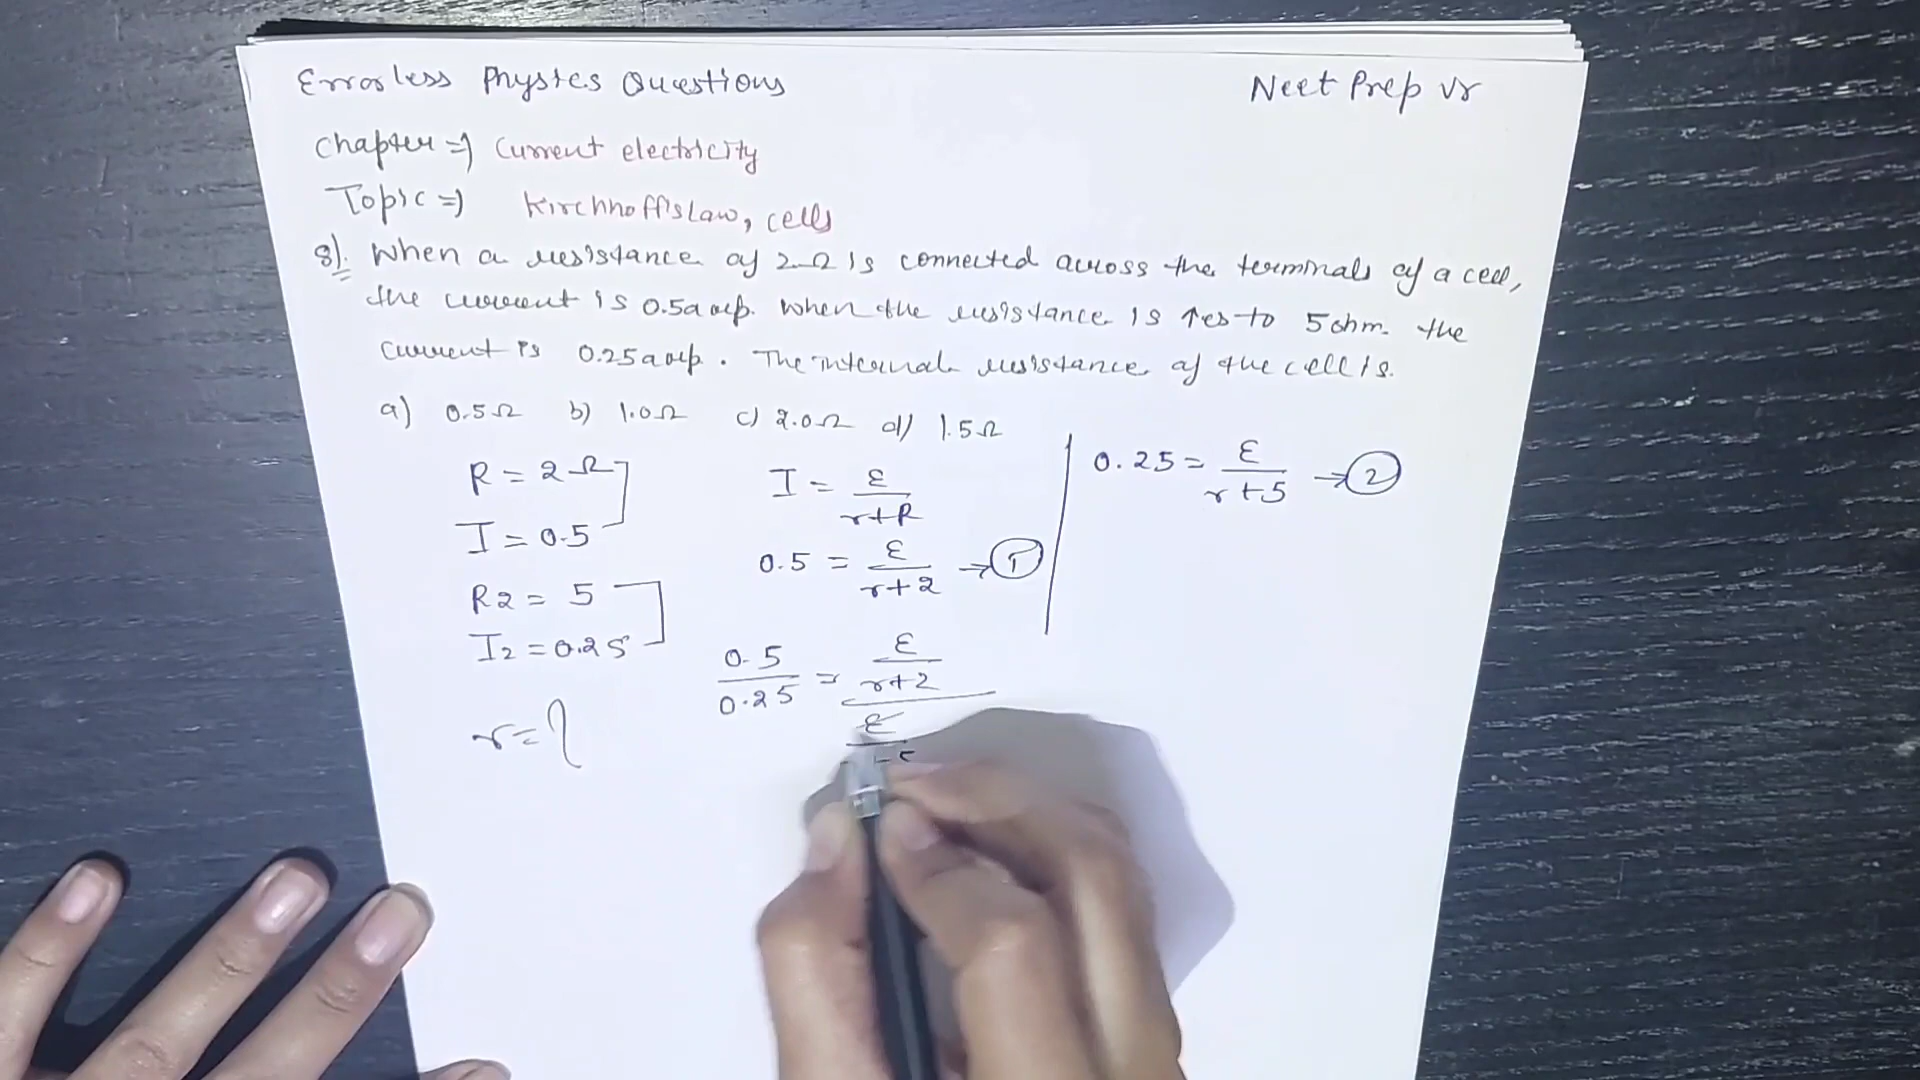 Errorless Physics Questions
Neet Prep Vr
Chapter ⇒ Current electricity
Topic ⇒ Kirchhoff's Law, cells
8). When a resistance of 2Ω is connected across the terminals of a cell,
the current is 0.5 amp. When the resistance is ↑es to 5 ohm. the
current is 0.25 amp. The internal resistance of the cell is.
a) 0.5Ω b) 1.0Ω c) 2.0Ω d) 1.5Ω
R = 2Ω
I = 0.5
R2 = 5
I2 = 0.25
r = ?
I = ε/r+R
0.5 = ε/r+2 → 1
0.5/0.25 = ε/r+2
ε
5
0.25 = ε/r+5 → 2